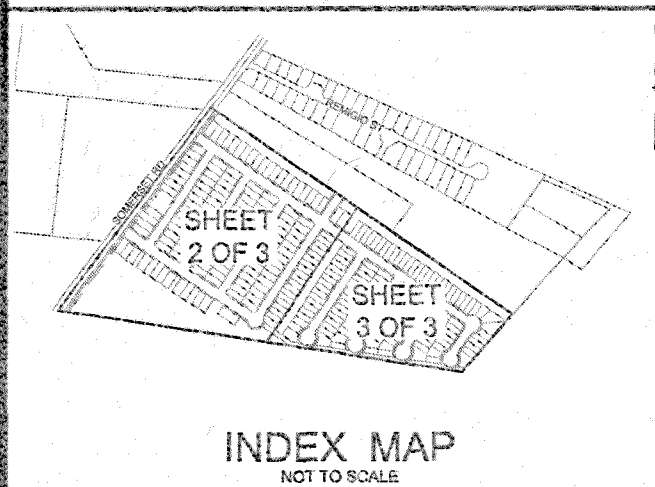 REMIGIO ST
SOMERSET RD
SHEET
2 OF 3
SHEET
3 OF 3
INDEX MAP
NOT TO SCALE